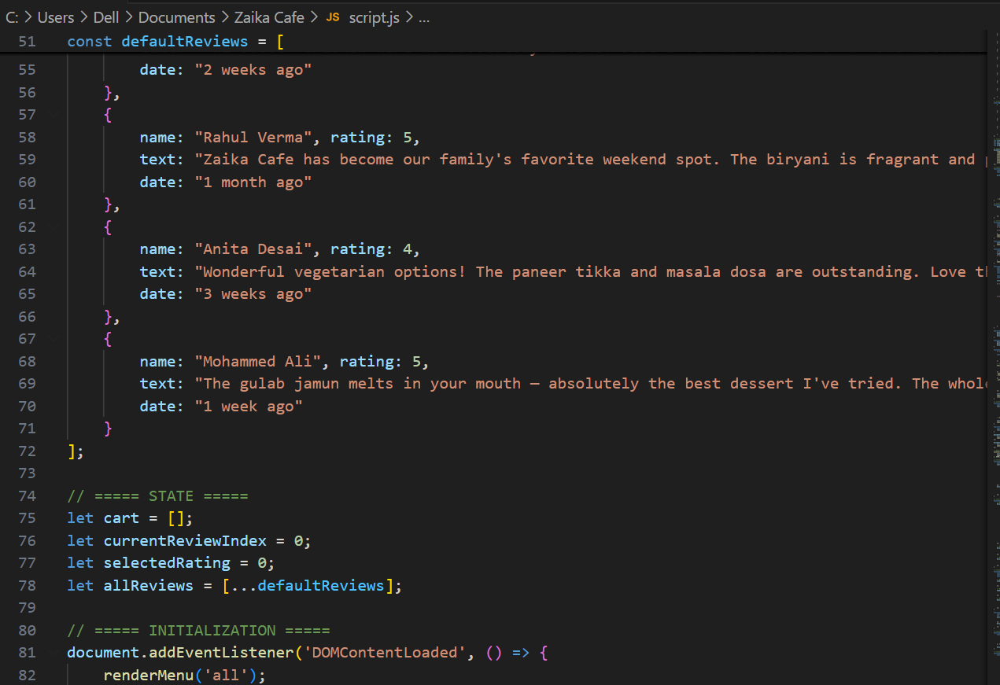 C: > Users > Dell > Documents > Zaika Cafe > JS script.js > ...
51 const defaultReviews = [
55 date: "2 weeks ago"
56 },
57 {
58 name: "Rahul Verma", rating: 5,
59 text: "Zaika Cafe has become our family's favorite weekend spot. The biryani is fragrant and
60 date: "1 month ago"
61 },
62 {
63 name: "Anita Desai", rating: 4,
64 text: "Wonderful vegetarian options! The paneer tikka and masala dosa are outstanding. Love
65 date: "3 weeks ago"
66 },
67 {
68 name: "Mohammed Ali", rating: 5,
69 text: "The gulab jamun melts in your mouth — absolutely the best dessert I've tried. The
70 date: "1 week ago"
71 }
72 ];
73
74 // ===== STATE =====
75 let cart = [];
76 let currentReviewIndex = 0;
77 let selectedRating = 0;
78 let allReviews = [...defaultReviews];
79
80 // ===== INITIALIZATION =====
81 document.addEventListener('DOMContentLoaded', () => {
82 renderMenu('all');